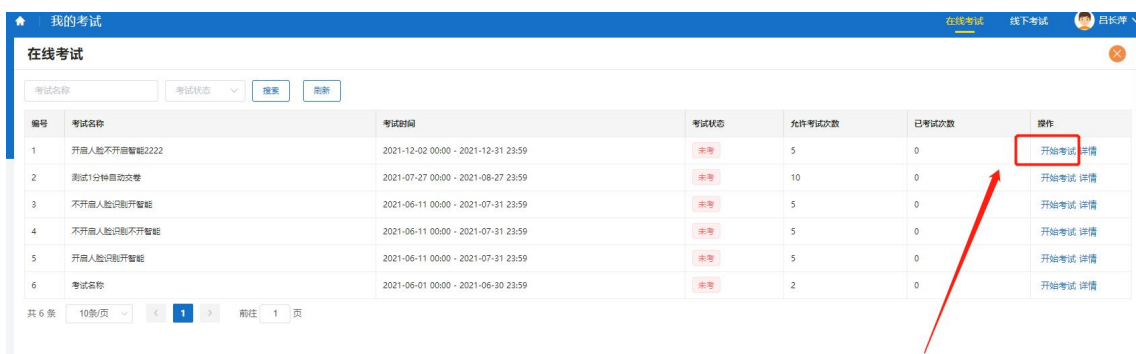 我的考试 在线考试 线下考试 吕长萍
在线考试
考试名称 考试状态 搜索 刷新
编号 考试名称 考试时间 考试状态 允许考试次数 已考试次数 操作
1 开启人脸不开启智能2222 2021-12-02 00:00 - 2021-12-31 23:59 未考 5 0 开始考试 详情
2 测试1分钟自动交卷 2021-07-27 00:00 - 2021-08-27 23:59 未考 10 0 开始考试 详情
3 不开启人脸识别开智能 2021-06-11 00:00 - 2021-07-31 23:59 未考 5 0 开始考试 详情
4 不开启人脸识别不开智能 2021-06-11 00:00 - 2021-07-31 23:59 未考 5 0 开始考试 详情
5 开启人脸识别开智能 2021-06-11 00:00 - 2021-07-31 23:59 未考 5 0 开始考试 详情
6 考试名称 2021-06-01 00:00 - 2021-06-30 23:59 未考 2 0 开始考试 详情
共 6 条 10条/页 1 前往 1 页